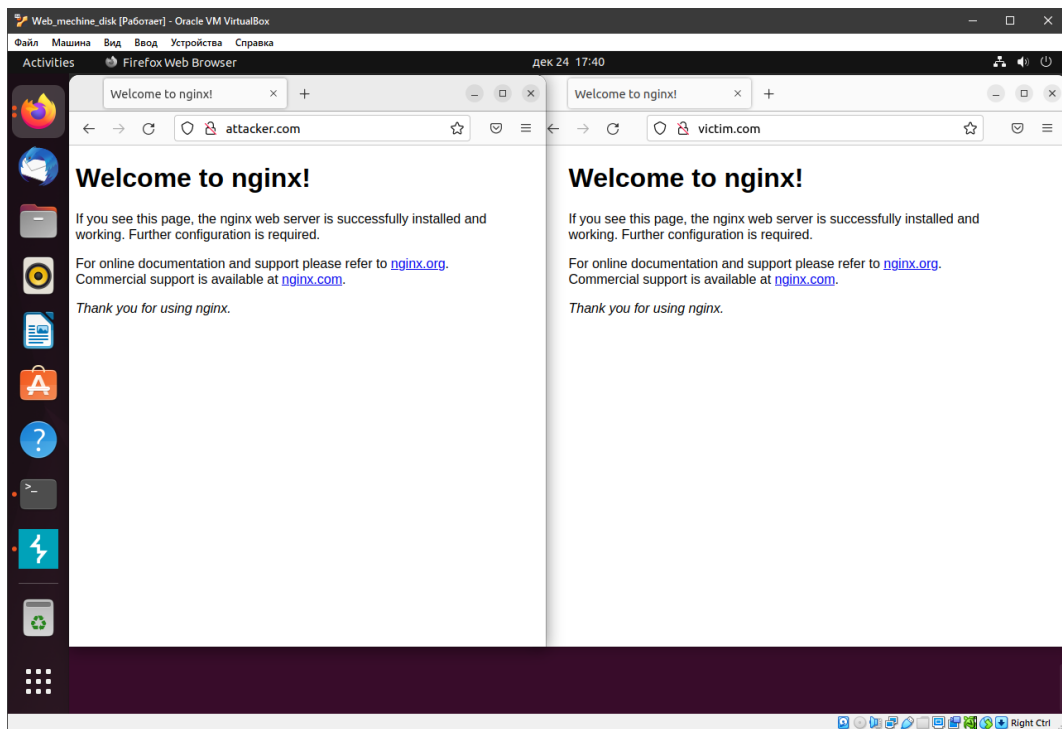 Web_mechine_disk [Работает] - Oracle VM VirtualBox
Файл Машина Вид Ввод Устройства Справка
Activities Firefox Web Browser дек 24 17:40
Welcome to nginx!
attacker.com
Welcome to nginx!
If you see this page, the nginx web server is successfully installed and
working. Further configuration is required.
For online documentation and support please refer to nginx.org.
Commercial support is available at nginx.com.
Thank you for using nginx.
Welcome to nginx!
victim.com
Welcome to nginx!
If you see this page, the nginx web server is successfully installed and
working. Further configuration is required.
For online documentation and support please refer to nginx.org.
Commercial support is available at nginx.com.
Thank you for using nginx.
Right Ctrl